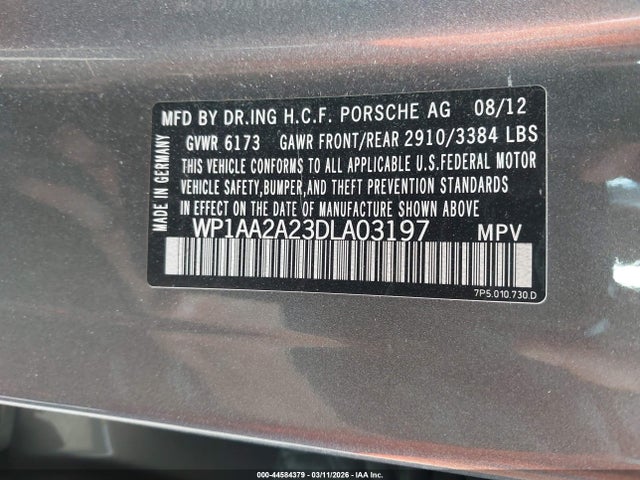 MFD BY DR.ING H.C.F. PORSCHE AG 08/12
GVWR 6173 GAWR FRONT/REAR 2910/3384 LBS
THIS VEHICLE CONFORMS TO ALL APPLICABLE U.S.FEDERAL MOTOR
VEHICLE SAFETY,BUMPER,AND THEFT PREVENTION STANDARDS
IN EFFECT ON THE DATE OF MANUFACTURE SHOWN ABOVE.
WP1AA2A23DLA03197 MPV
7P5.010.730.D
MADE IN GERMANY
000-44584379 | 03/11/2026 | IAA Inc.